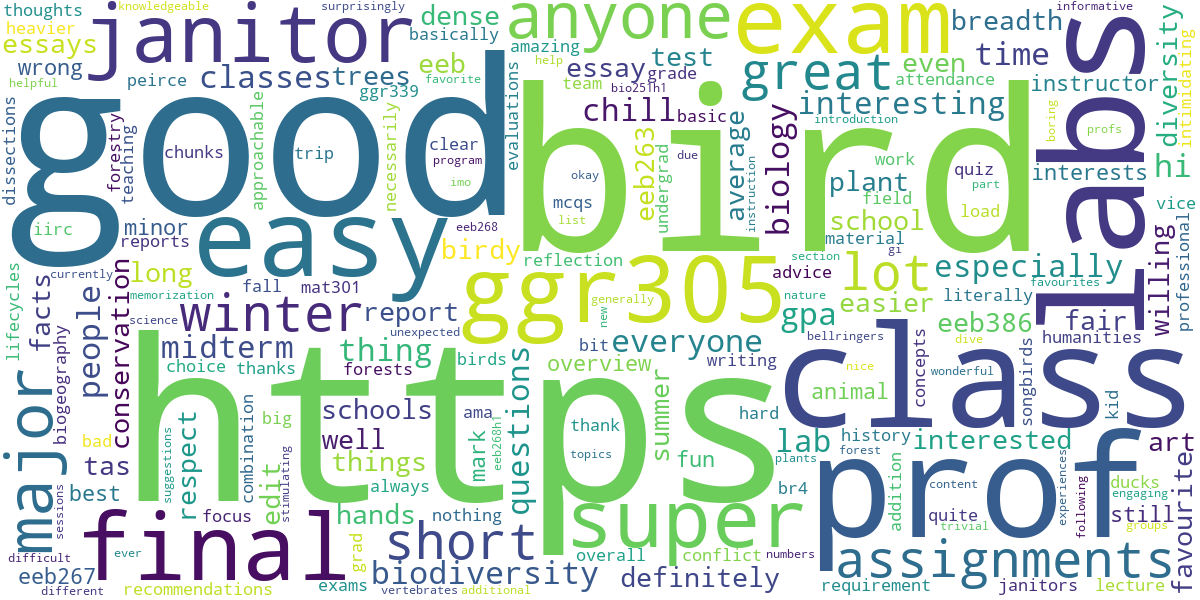 thoughts
knowledgeable
surprisingly
heavier
essays
janitor
dense
basically
anyone
exam
breadth
informative
wrong
peirce
classes
trees
eeb
favorite
amazing
help
essay
test
grade
great
even
time
labs
diversity
intimidating
helpful
ggr339
evaluations
team
bio251h1
attendance
instructor
dissections
forestry
teaching
good
chunks
trip
approachable
necessarily
clear
program
imo
chill
basic
bird
due
okay
mcqs
list
eeb263
undergrad
average
instruction
biology
interesting
introduction
work
plant
field
school
quiz
part
load
boring
profs
hi
interests
iirc
minor
reports
easy
eeb268
birdy
reflection
material
gi
section
vice
professional
willing
long
currently
memorization
fall
mat301
ggr305
generally
new
advice
nature
lot
especially
favourites
literally
easier
lifecycles
facts
biogeography
people
conservation
science
winter
report
unexpected
midterm
thing
choice
thanks
forests
birds
bit
everyone
overview
writing
gpa
bellringers
eeb386
dive
fair
humanities
major
https
big
schools
well
ama
mark
eeb268h1
questions
thank
topics
summer
hard
nice
animal
class
concepts
wonderful
songbirds
kid
bad
tas
best
sessions
suggestions
respect
combination
edit
stimulating
things
always
hands
nothing
fun
lab
plants
br4
history
forest
interested
art
favouriter
prof
content
experiences
following
ducks
engaging
still
groups
addition
quite
trivial
focus
final
short
super
overall
conflict
numbers
assignments
difficult
ever
grad
eeb267
different
recommendations
exams
biodiversity
vertebrates
additional
definitely
requirement
janitors
lecture